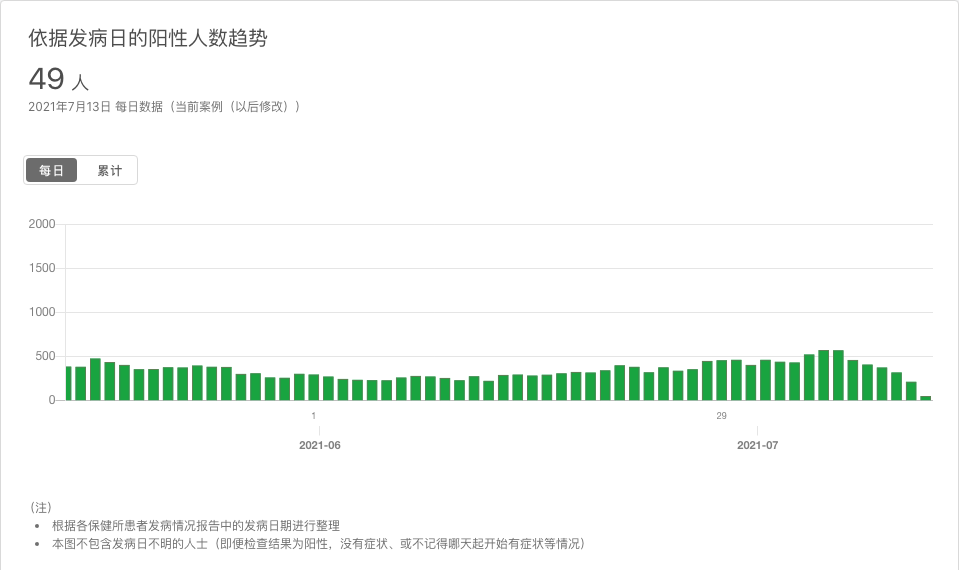 依据发病日的阳性人数趋势
49 人
2021年7月13日 每日数据（当前案例（以后修改））
每日 累计
2000
1500
1000
500
0
1 29
2021-06 2021-07
（注）
• 根据各保健所患者发病情况报告中的发病日期进行整理
• 本图不包含发病日不明的人士（即便检查结果为阳性，没有症状、或不记得哪天起开始有症状等情况）